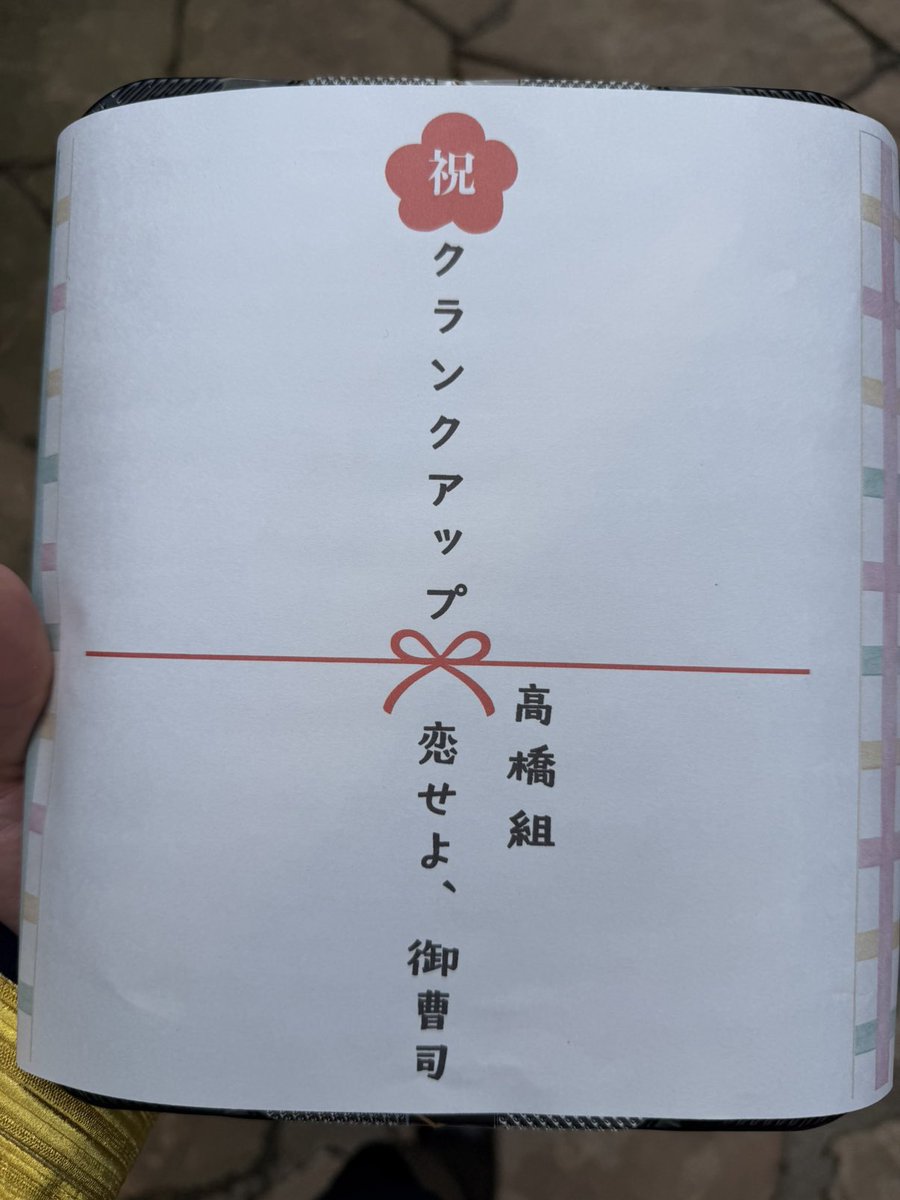 祝
クランクアップ
高橋組
恋せよ、御曹司